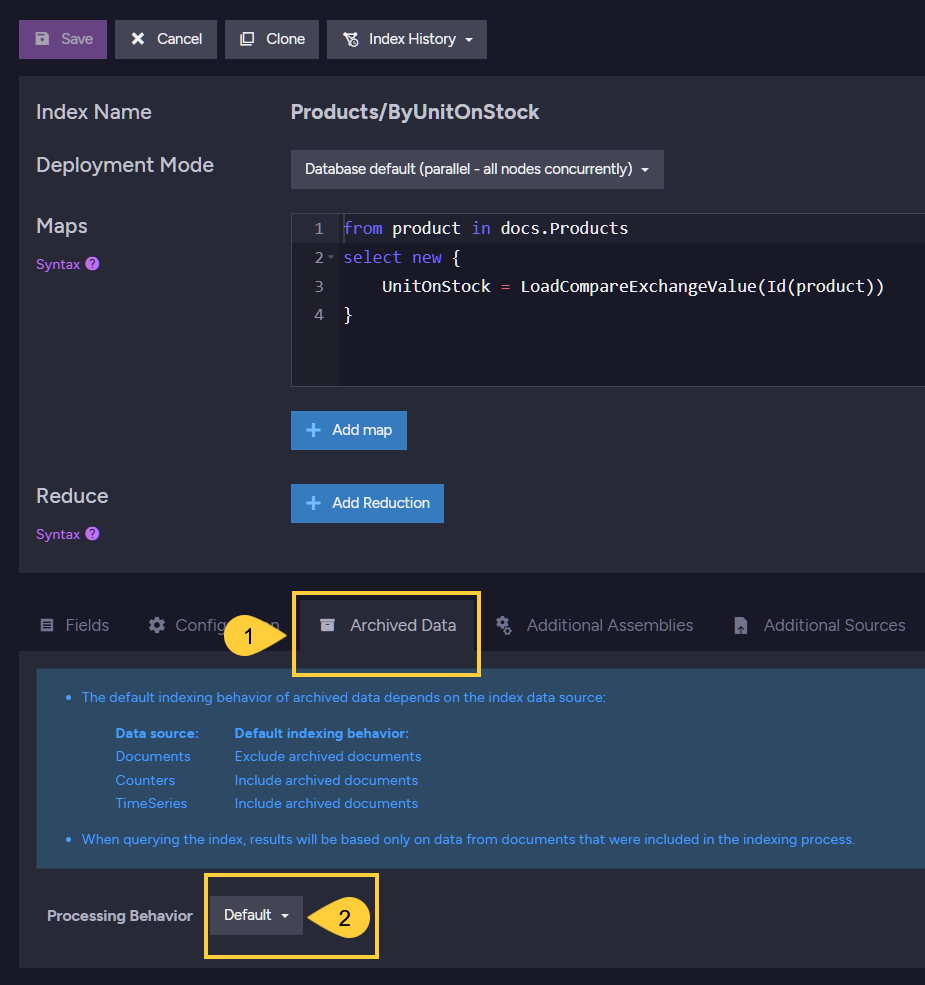 Save Cancel Clone Index History
Index Name Products/ByUnitOnStock
Deployment Mode Database default (parallel - all nodes concurrently)
Maps
Syntax ?
1 from product in docs.Products
2 select new {
3 UnitOnStock = LoadCompareExchangeValue(Id(product))
4 }
+ Add map
Reduce
+ Add Reduction
Syntax ?
Fields Config on 1 Archived Data Additional Assemblies Additional Sources
• The default indexing behavior of archived data depends on the index data source:
Data source: Default indexing behavior:
Documents Exclude archived documents
Counters Include archived documents
TimeSeries Include archived documents
• When querying the index, results will be based only on data from documents that were included in the indexing process.
Processing Behavior Default 2